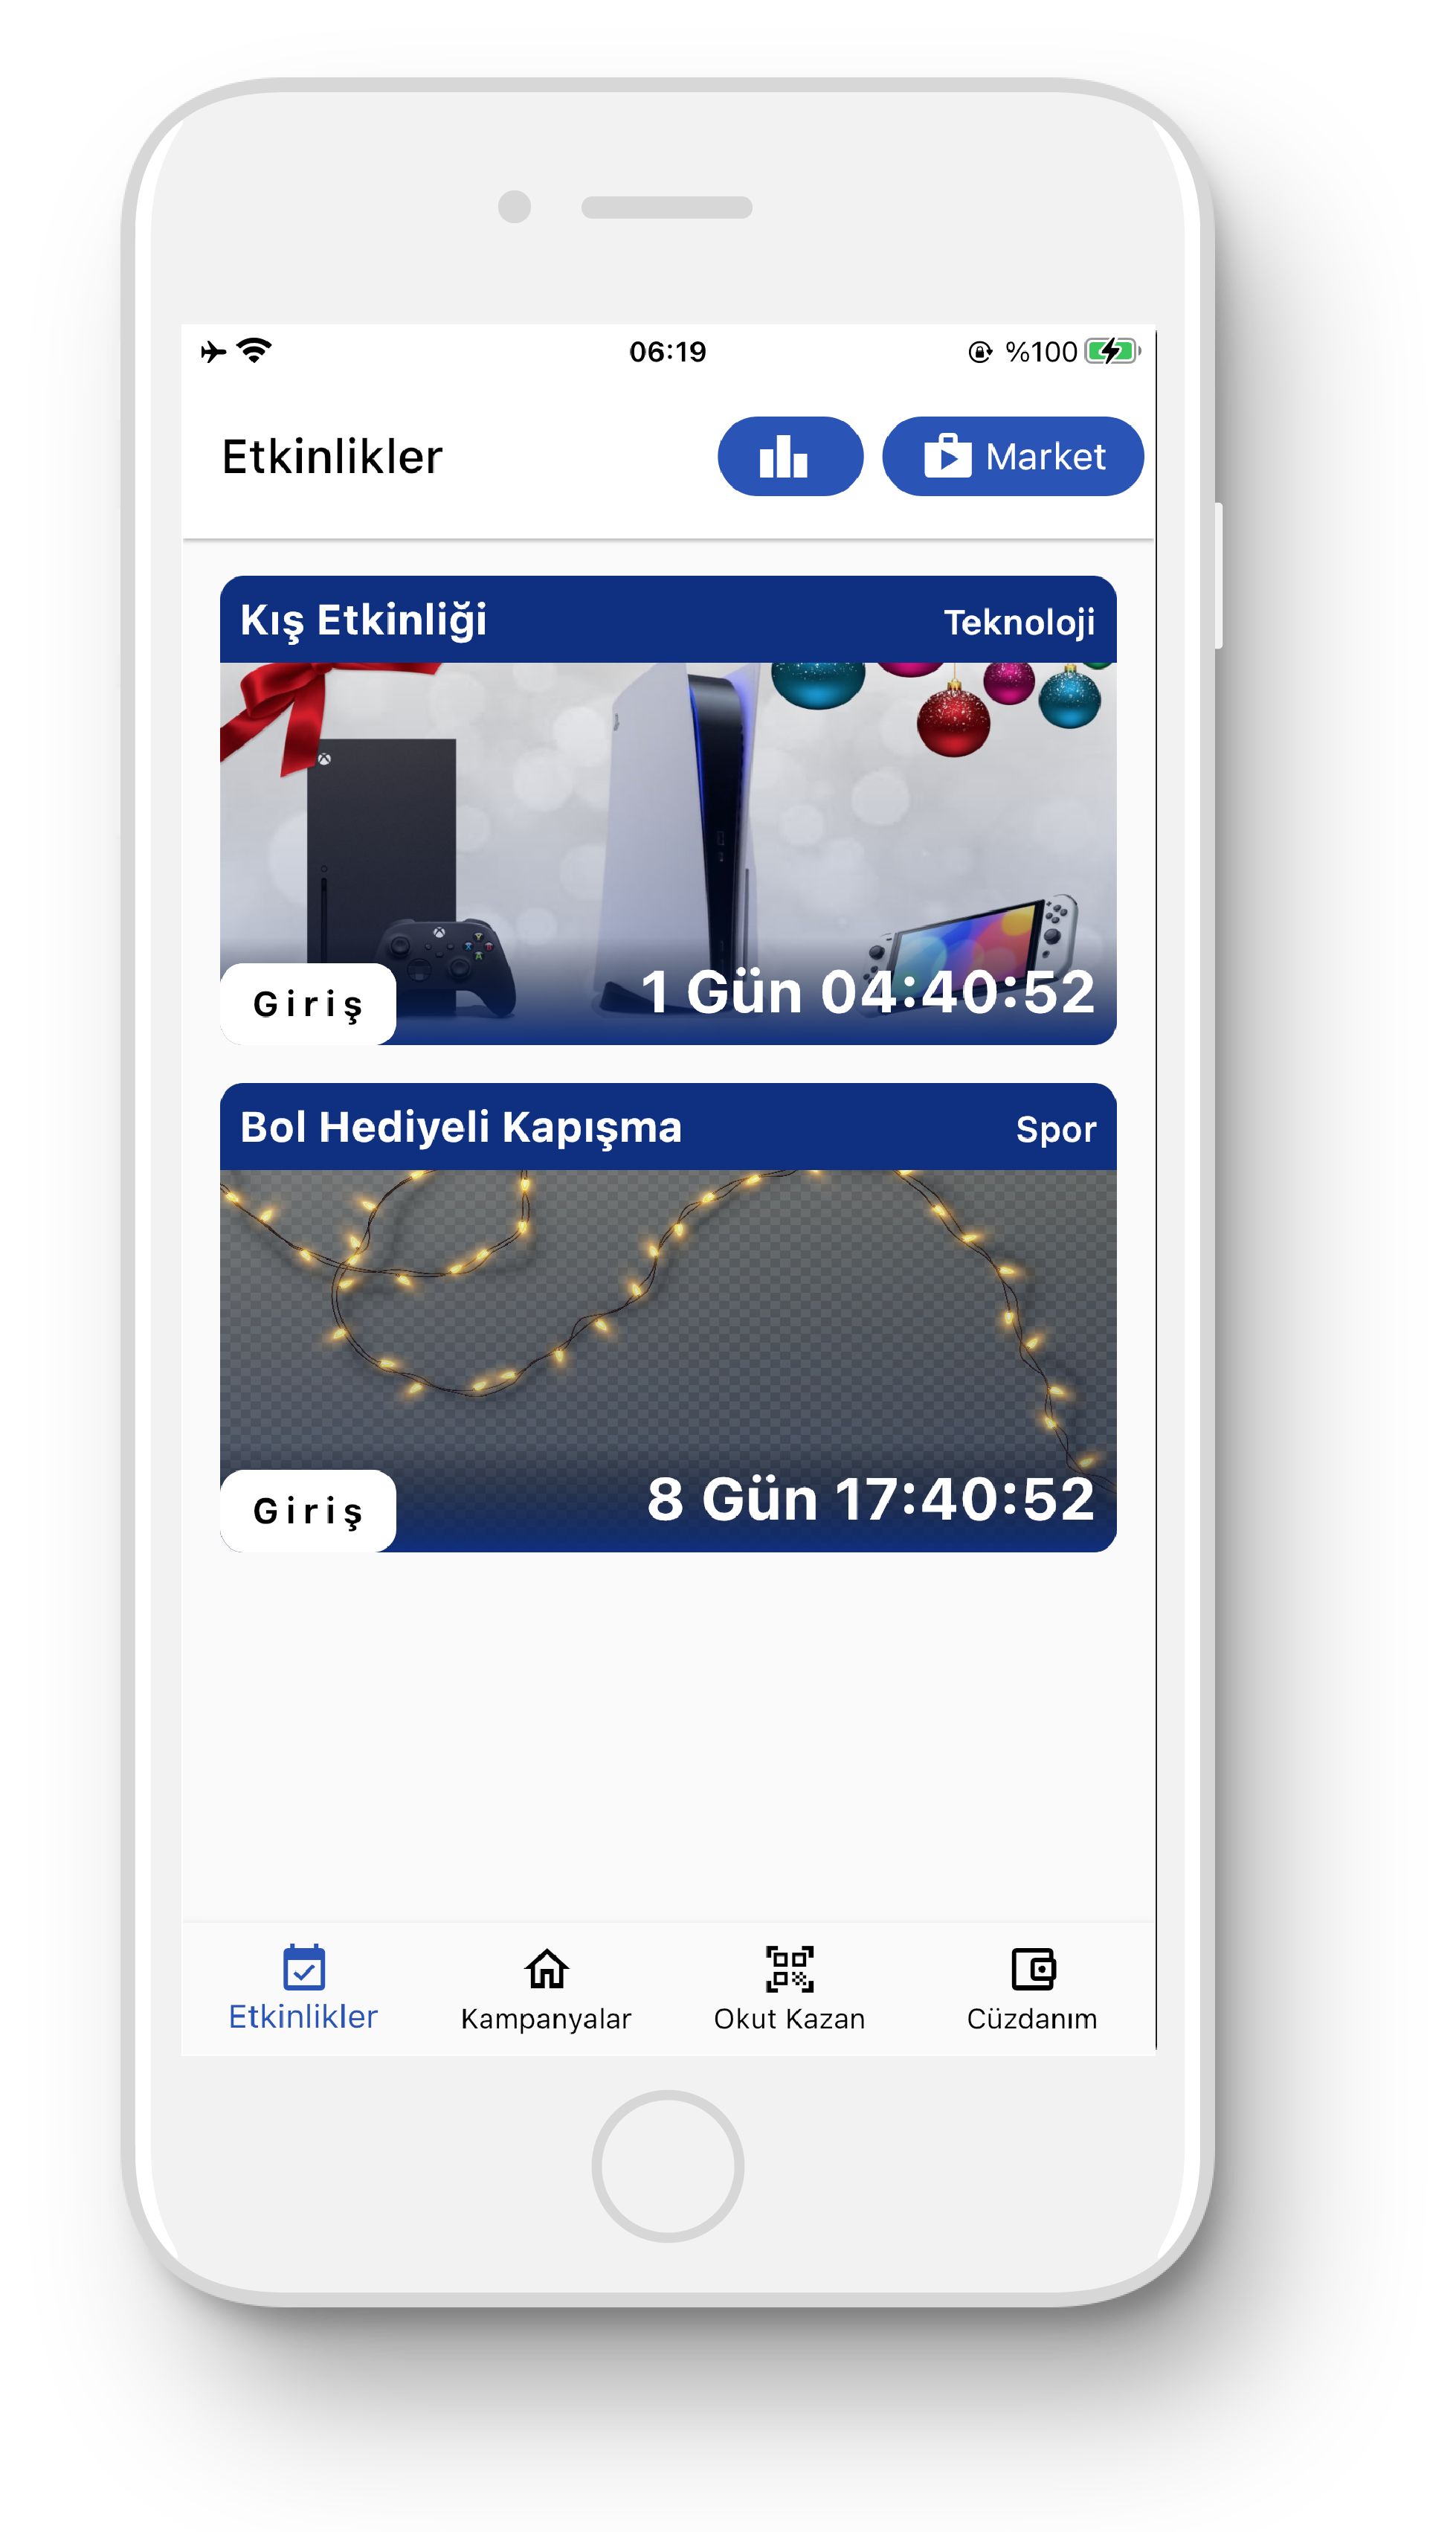 06:19
%100
Etkinlikler
Market
Kış Etkinliği
Teknoloji
Giriş
1 Gün 04:40:52
Bol Hediyeli Kapışma
Spor
Giriş
8 Gün 17:40:52
Etkinlikler
Kampanyalar
Okut Kazan
Cüzdanım